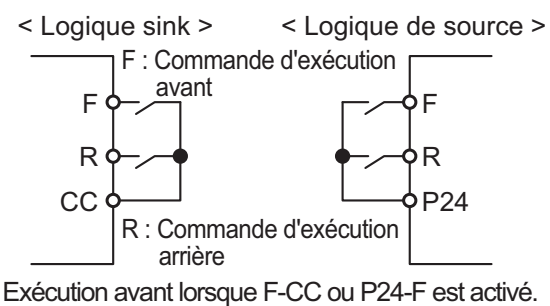 < Logique sink > < Logique de source >
F : Commande d'exécution
avant
F
F
R
R
CC
P24
R : Commande d'exécution
arrière
Exécution avant lorsque F-CC ou P24-F est activé.